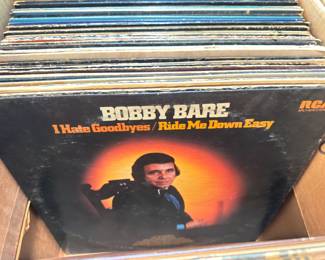 BOBBY BARE
I Hate Goodbyes / Ride Me Down Easy
RCA